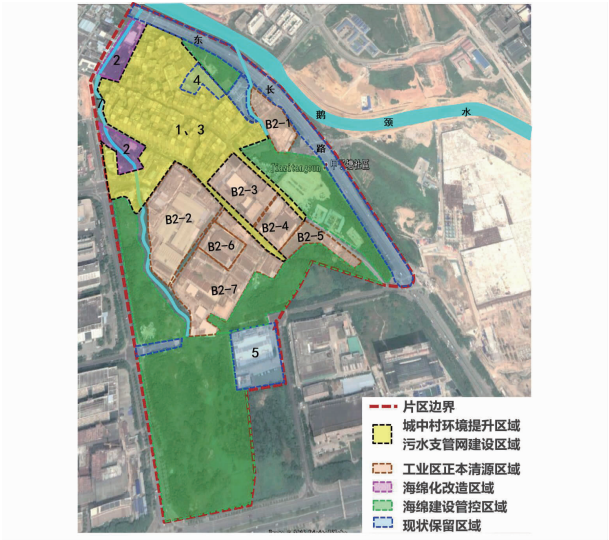 东
长
路
鹅
颈
水
2
4
1、3
2
B2-1
B2-3
B2-2
B2-4
B2-5
B2-6
B2-7
5
片区边界
城中村环境提升区域
污水支管网建设区域
工业区正本清源区域
海绵化改造区域
海绵建设管控区域
现状保留区域